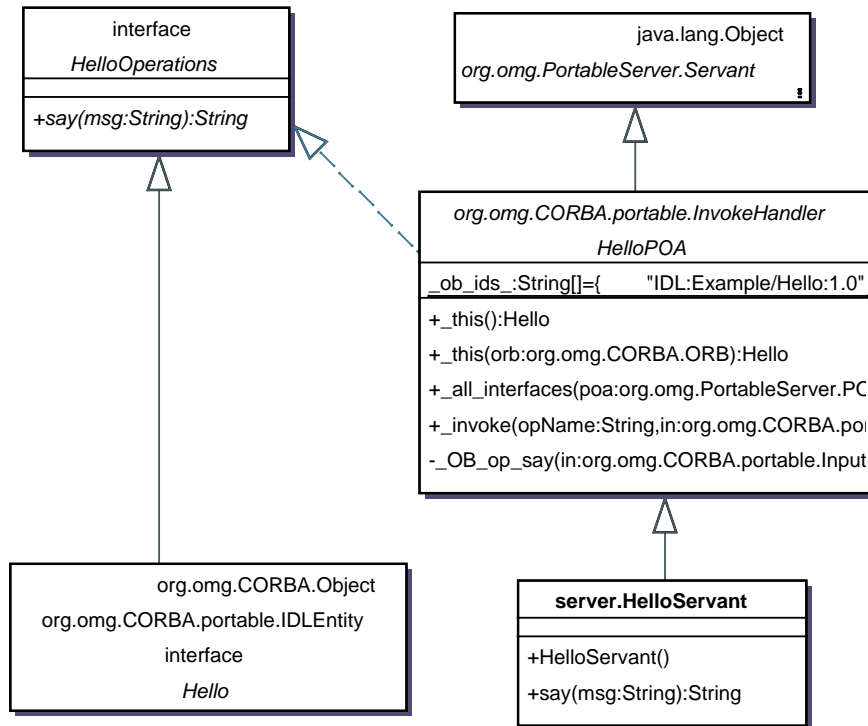 interface
HelloOperations
+say(msg:String):String
java.lang.Object
org.omg.PortableServer.Servant
org.omg.CORBA.portable.InvokeHandler
HelloPOA
_ob_ids_:String[]={ "IDL:Example/Hello:1.0"
+_this():Hello
+_this(orb:org.omg.CORBA.ORB):Hello
+_all_interfaces(poa:org.omg.PortableServer.PO
+_invoke(opName:String,in:org.omg.CORBA.por
-_OB_op_say(in:org.omg.CORBA.portable.Input
org.omg.CORBA.Object
org.omg.CORBA.portable.IDLEntity
interface
Hello
server.HelloServant
+HelloServant()
+say(msg:String):String